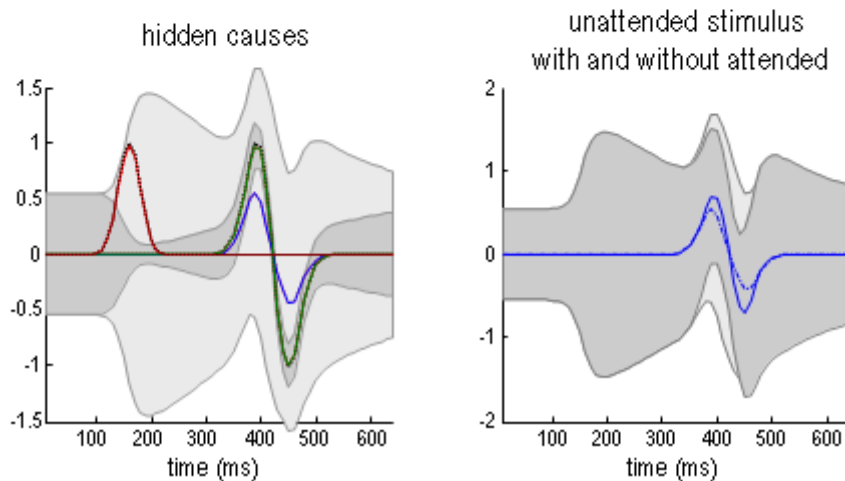 hidden causes
1.5
1
0.5
0
-0.5
-1
-1.5
100 200 300 400 500 600
time (ms)
unattended stimulus
with and without attended
2
1
0
-1
-2
100 200 300 400 500 600
time (ms)